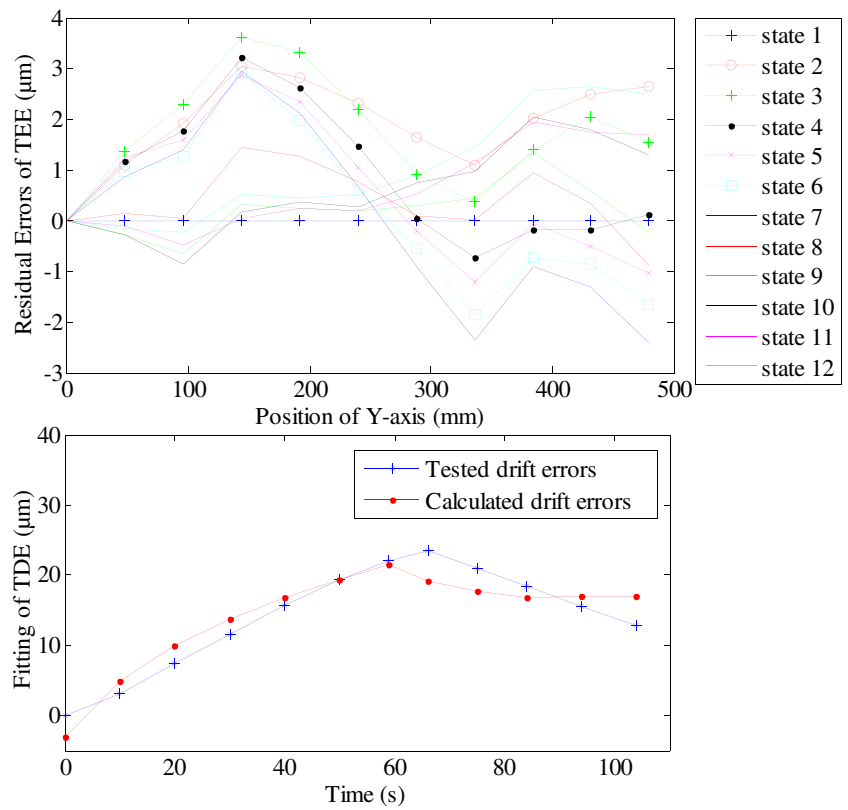 4
3
2
1
0
-1
-2
-3
Residual Errors of TEE (μm)
0 100 200 300 400 500
Position of Y-axis (mm)
state 1
state 2
state 3
state 4
state 5
state 6
state 7
state 8
state 9
state 10
state 11
state 12
40
30
20
10
0
Fitting of TDE (μm)
Tested drift errors
Calculated drift errors
0 20 40 60 80 100
Time (s)